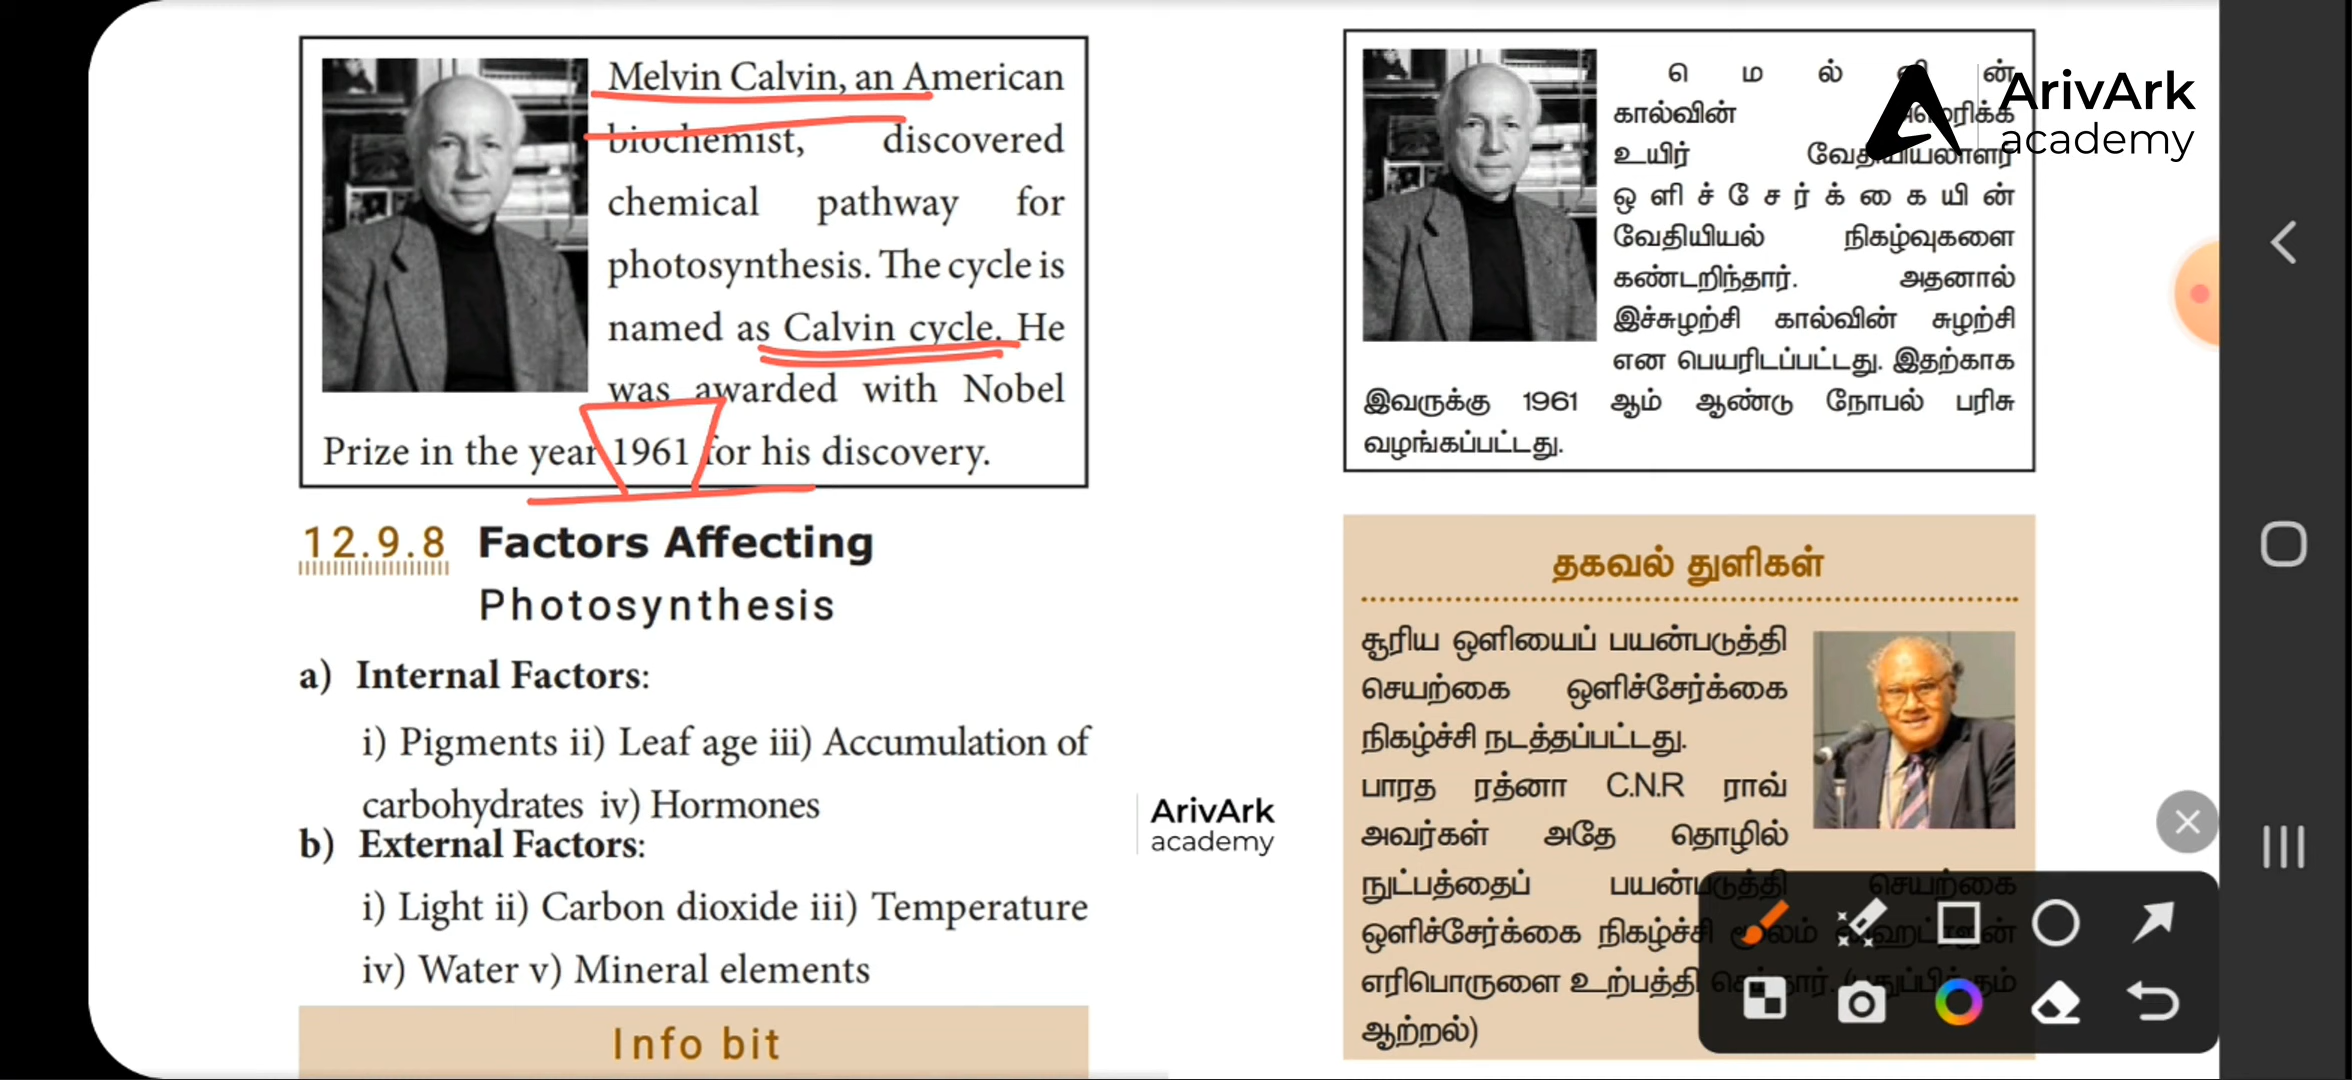 Melvin Calvin, an American
biochemist, discovered
chemical pathway for
photosynthesis. The cycle is
named as Calvin cycle. He
was awarded with Nobel
Prize in the year 1961 for his discovery.
12.9.8 Factors Affecting
Photosynthesis
a) Internal Factors:
i) Pigments ii) Leaf age iii) Accumulation of
carbohydrates iv) Hormones
b) External Factors:
i) Light ii) Carbon dioxide iii) Temperature
iv) Water v) Mineral elements
Info bit
ArivArk
academy
ArivArk
academy
மெல்வின்
கால்வின் அமெரிக்க
உயிர் வேதியியலாளர்
ஒளிச்சேர்க்கையின்
வேதியியல் நிகழ்வுகளை
கண்டறிந்தார். அதனால்
இச்சுழற்சி கால்வின் சுழற்சி
என பெயரிடப்பட்டது. இதற்காக
இவருக்கு 1961 ஆம் ஆண்டு நோபல் பரிசு
வழங்கப்பட்டது.
தகவல் துளிகள்
சூரிய ஒளியைப் பயன்படுத்தி
செயற்கை ஒளிச்சேர்க்கை
நிகழ்ச்சி நடத்தப்பட்டது.
பாரத ரத்னா C.N.R ராவ்
அவர்கள் அதே தொழில்
நுட்பத்தைப் பயன்படுத்தி செயற்கை
ஒளிச்சேர்க்கை நிகழ்ச்சி மூலம்
எரிபொருளை உற்பத்தி
ஆற்றல்)